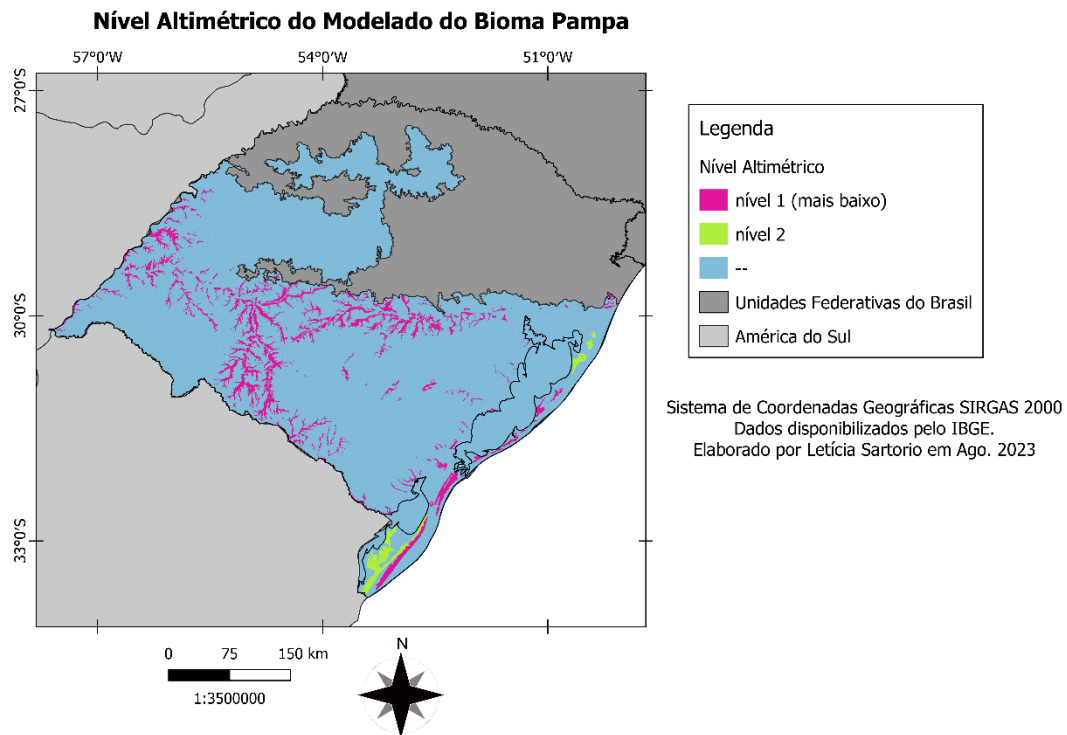 Nível Altimétrico do Modelado do Bioma Pampa
57°0'W 54°0'W 51°0'W
27°0'S
30°0'S
33°0'S
Legenda
Nível Altimétrico
nível 1 (mais baixo)
nível 2
--
Unidades Federativas do Brasil
América do Sul
Sistema de Coordenadas Geográficas SIRGAS 2000
Dados disponibilizados pelo IBGE.
Elaborado por Letícia Sartorio em Ago. 2023
0 75 150 km
1:3500000
N